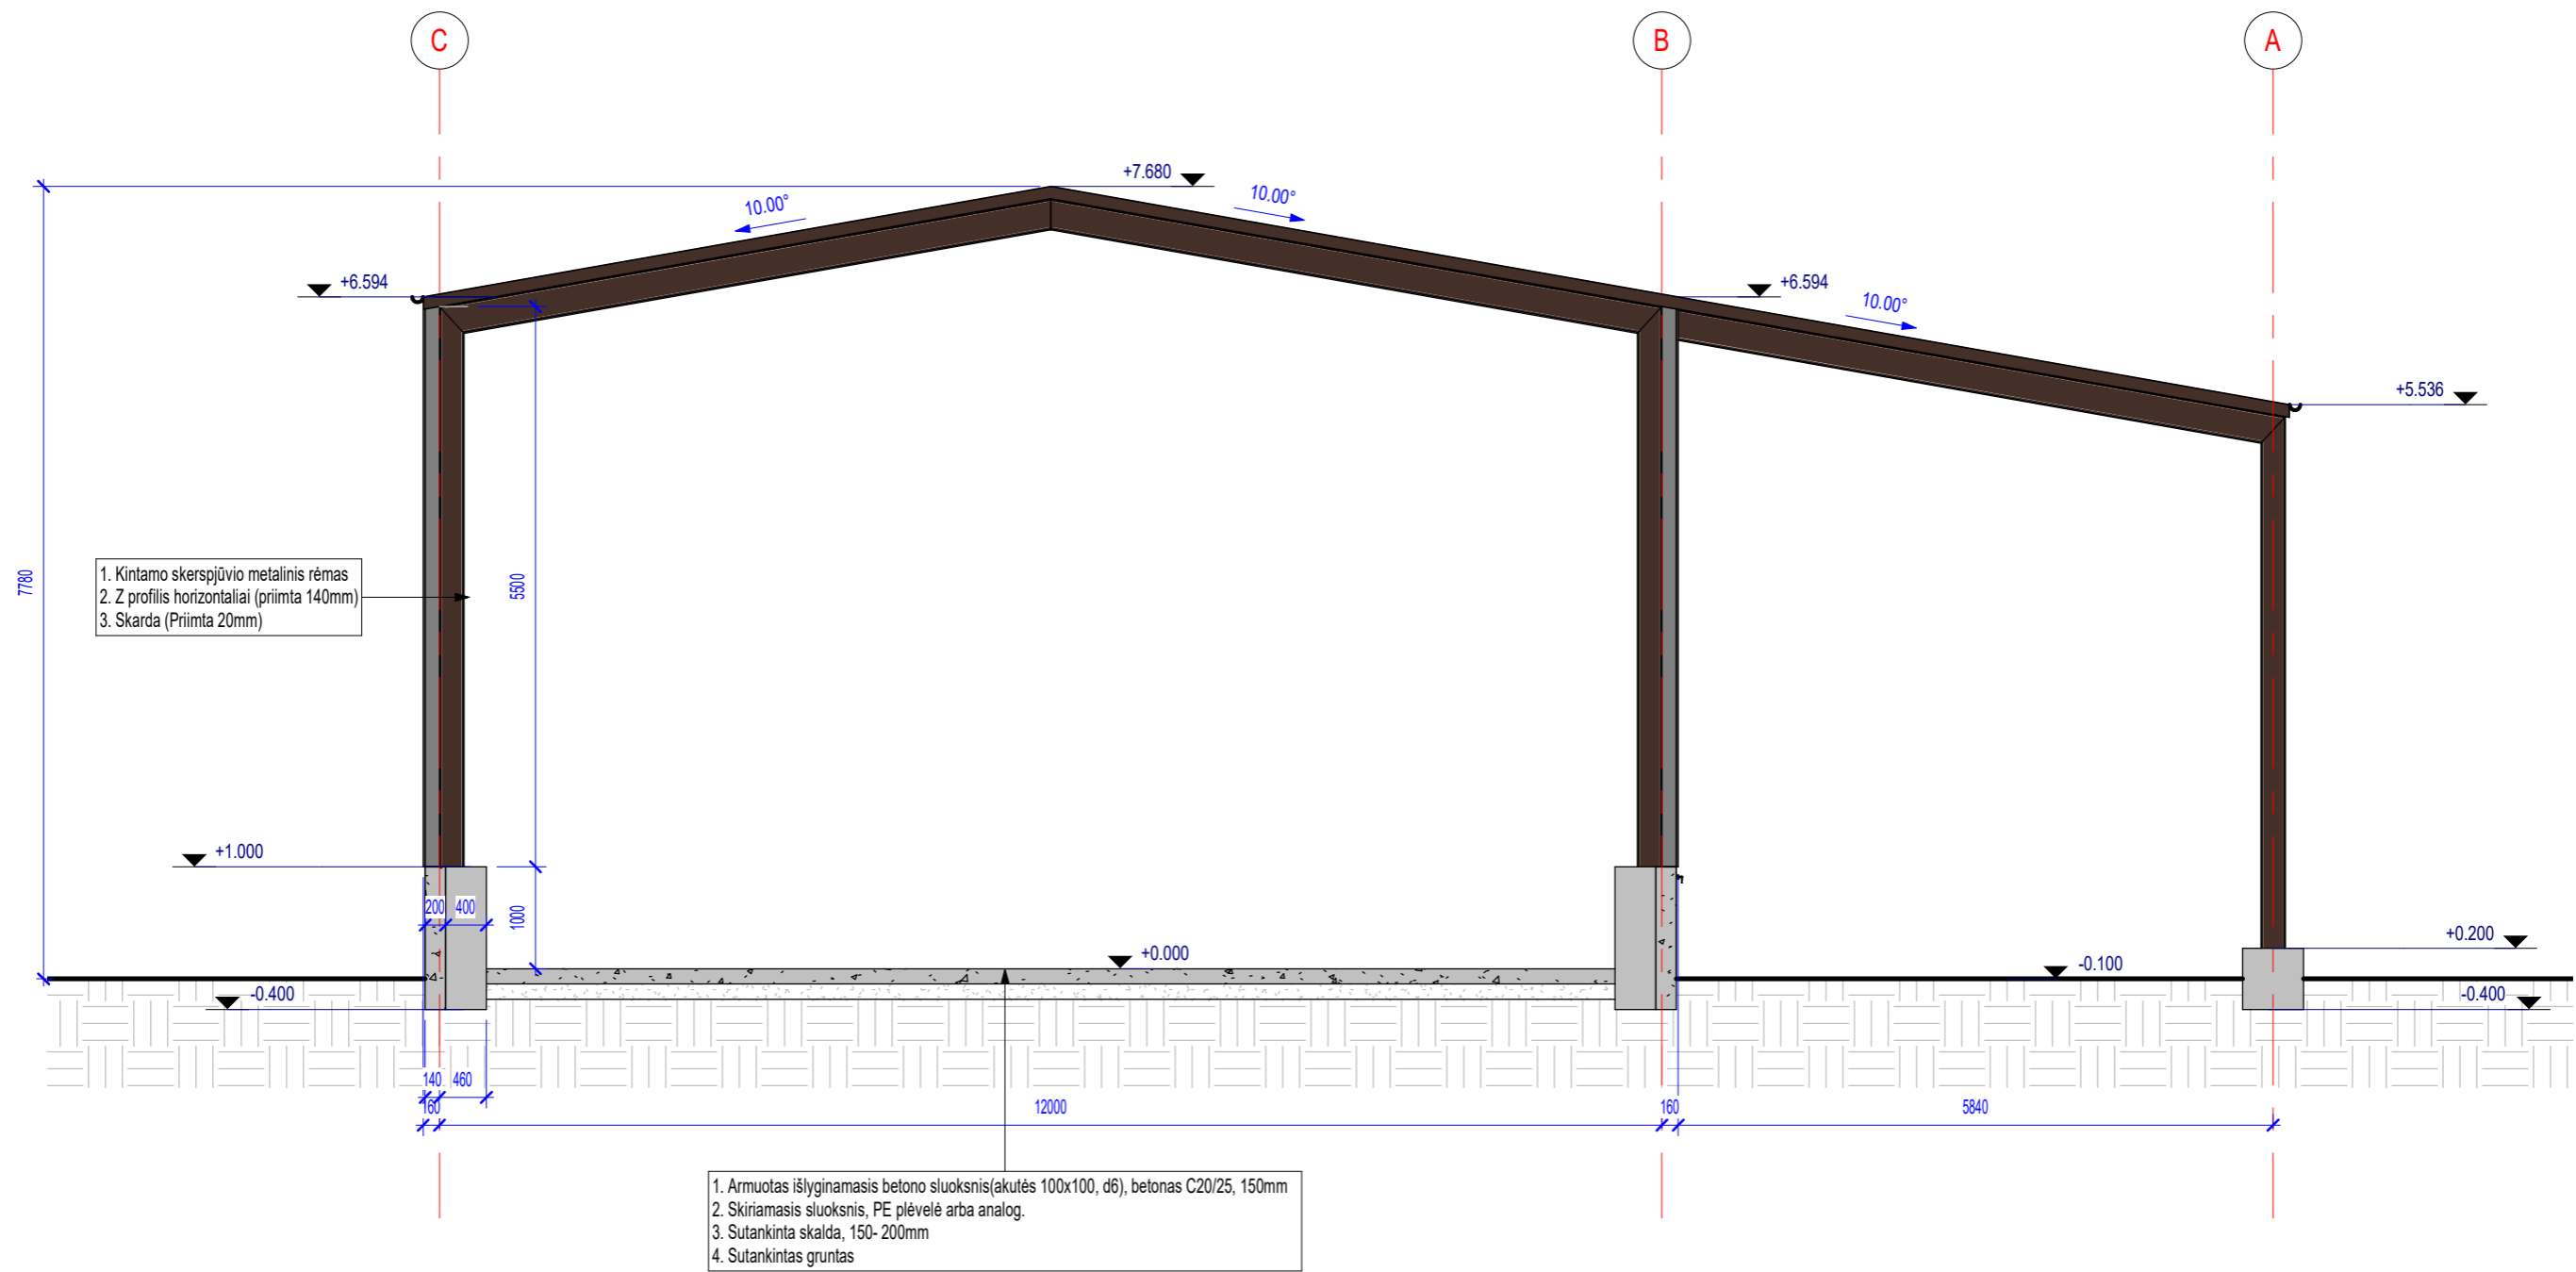 C
B
A
+7.680
10.00°
10.00°
+6.594
+6.594
10.00°
+5.536
7780
5500
1. Kintamo skerspjūvio metalinis rėmas
2. Z profilis horizontaliai (priimta 140mm)
3. Skarda (Priimta 20mm)
+1.000
200
400
1000
+0.000
+0.200
-0.100
-0.400
-0.400
140
460
160
12000
160
5840
1. Armuotas išlyginamasis betono sluoksnis(akutės 100x100, d6), betonas C20/25, 150mm
2. Skiriamasis sluoksnis, PE plėvelė arba analog.
3. Sutankinta skalda, 150- 200mm
4. Sutankintas gruntas